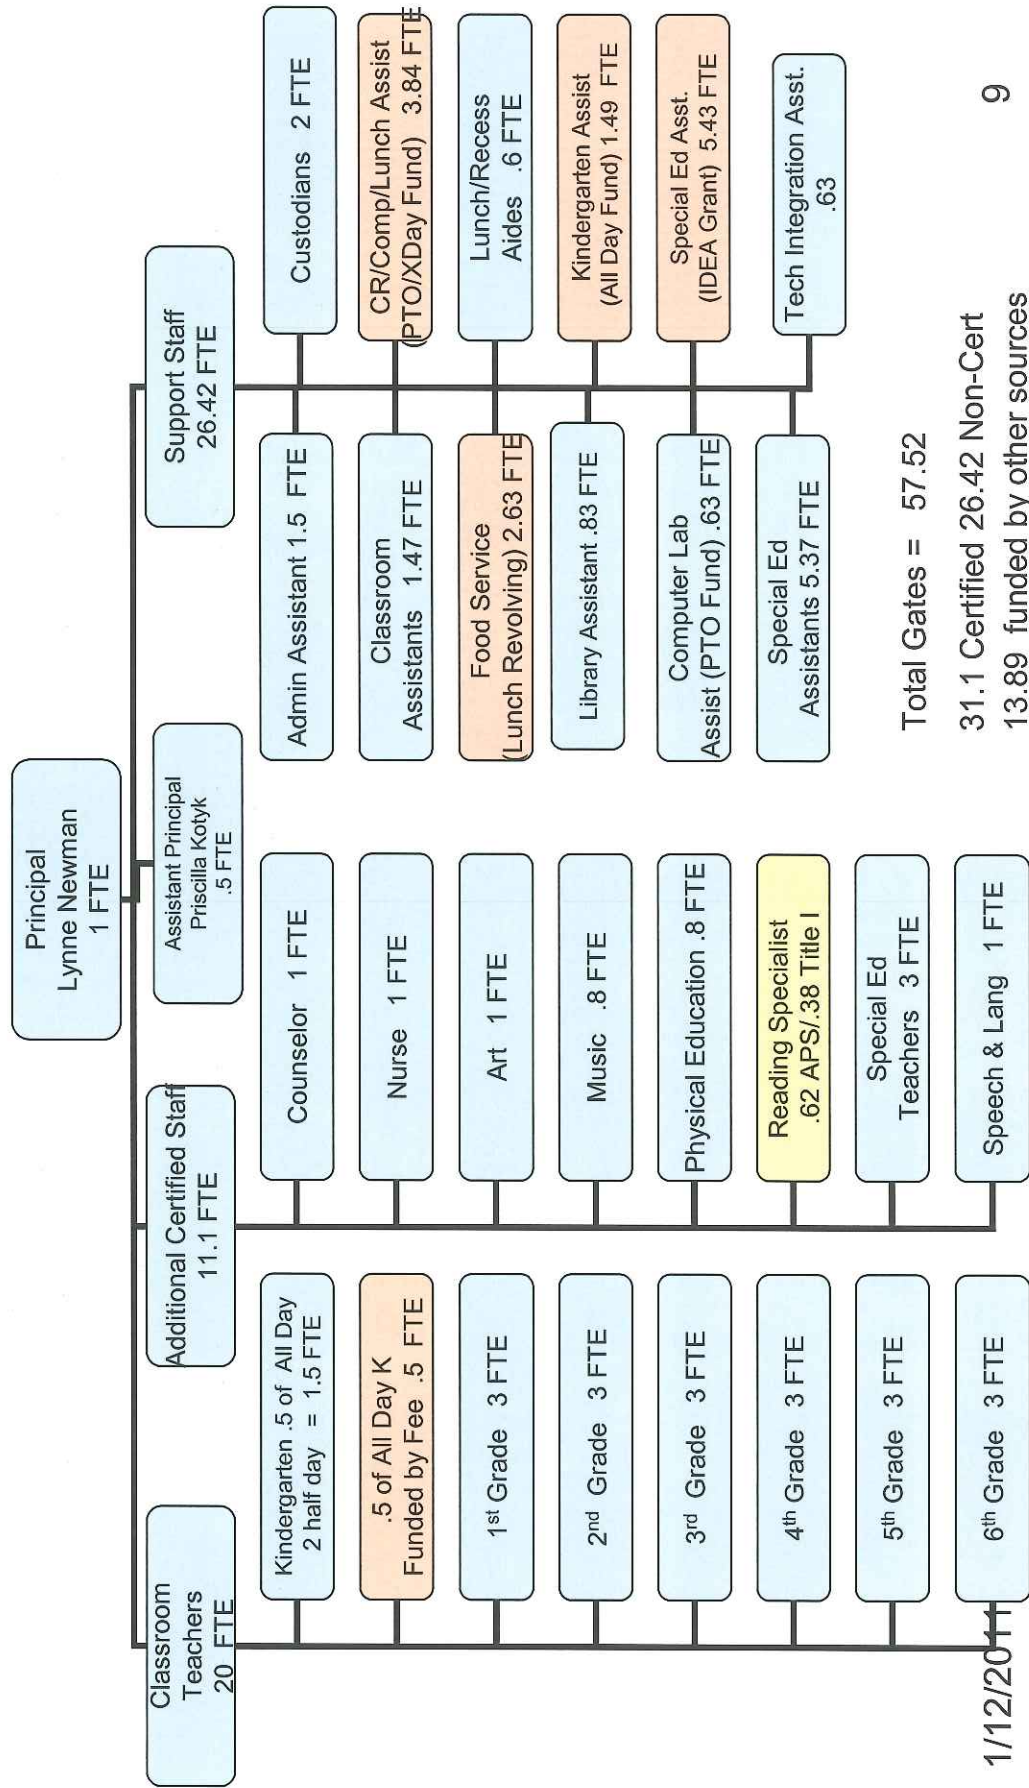 Principal
Lynne Newman
1 FTE
Assistant Principal
Priscilla Kotyk
.5 FTE
Classroom
Teachers
20 FTE
Additional Certified Staff
11.1 FTE
Support Staff
26.42 FTE
Kindergarten .5 of All Day
2 half day = 1.5 FTE
.5 of All Day K
Funded by Fee .5 FTE
1st Grade 3 FTE
2nd Grade 3 FTE
3rd Grade 3 FTE
4th Grade 3 FTE
5th Grade 3 FTE
6th Grade 3 FTE
Counselor 1 FTE
Nurse 1 FTE
Art 1 FTE
Music .8 FTE
Physical Education .8 FTE
Reading Specialist
.62 APS/.38 Title I
Special Ed
Teachers 3 FTE
Speech & Lang 1 FTE
Admin Assistant 1.5 FTE
Classroom
Assistants 1.47 FTE
Food Service
(Lunch Revolving) 2.63 FTE
Library Assistant .83 FTE
Computer Lab
Assist (PTO Fund) .63 FTE
Special Ed
Assistants 5.37 FTE
Custodians 2 FTE
CR/Comp/Lunch Assist
(PTO/XDay Fund) 3.84 FTE
Lunch/Recess
Aides .6 FTE
Kindergarten Assist
(All Day Fund) 1.49 FTE
Special Ed Asst.
(IDEA Grant) 5.43 FTE
Tech Integration Asst.
.63
Total Gates = 57.52
31.1 Certified 26.42 Non-Cert
13.89 funded by other sources
1/12/2011
9